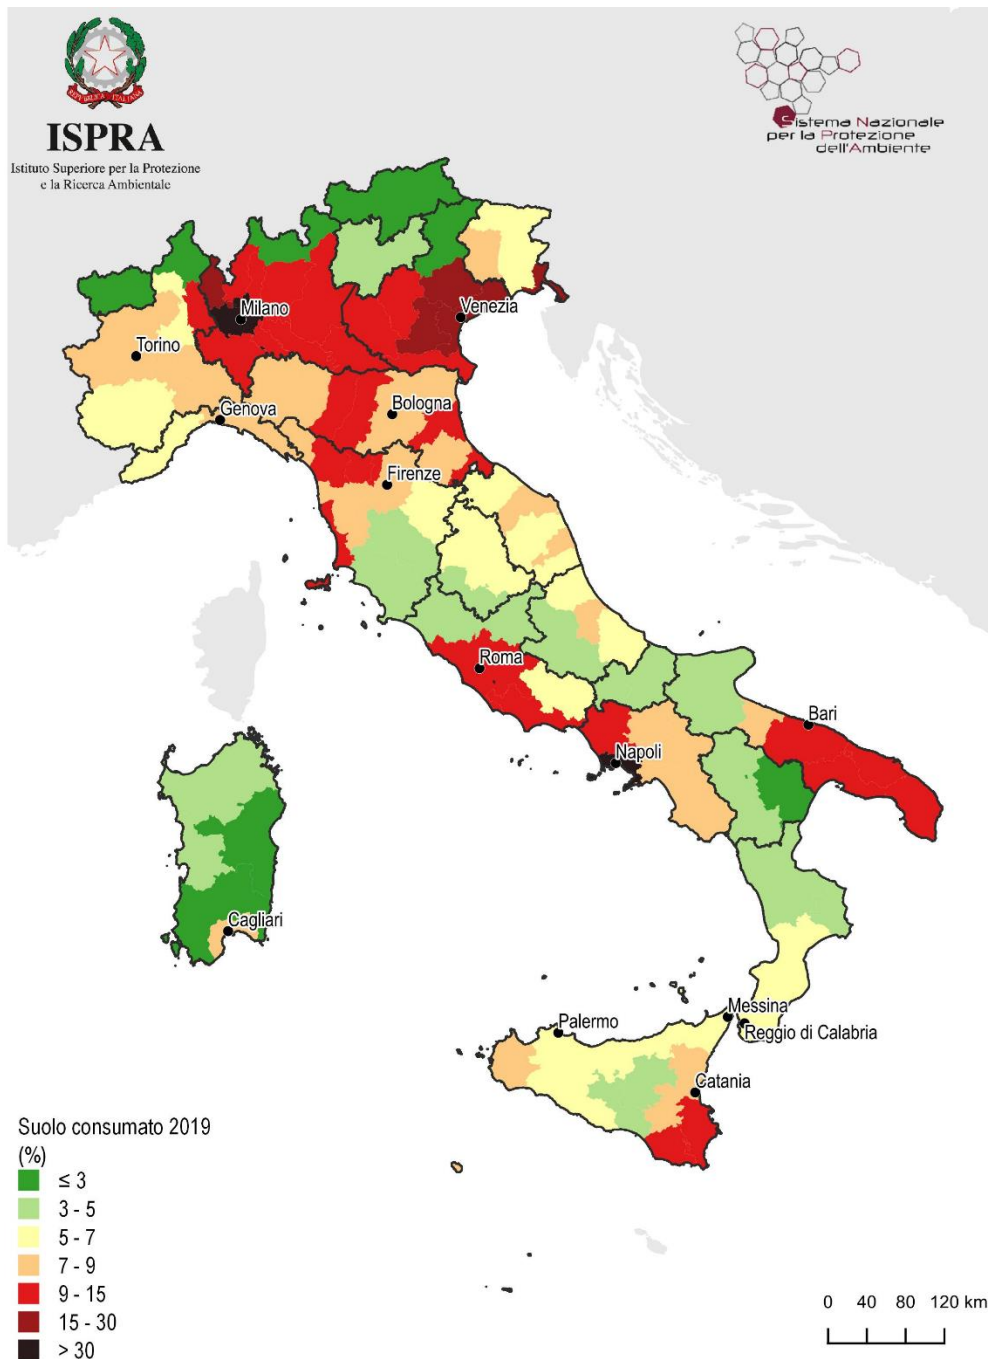 REPVBBLICA ITALIANA
ISPRA
Istituto Superiore per la Protezione
e la Ricerca Ambientale
Sistema Nazionale
per la Protezione
dell'Ambiente
Milano
Venezia
Torino
Genova
Bologna
Firenze
Roma
Bari
Napoli
Cagliari
Messina
Palermo
Reggio di Calabria
Catania
Suolo consumato 2019
(%)
≤ 3
3 - 5
5 - 7
7 - 9
9 - 15
15 - 30
> 30
0 40 80 120 km